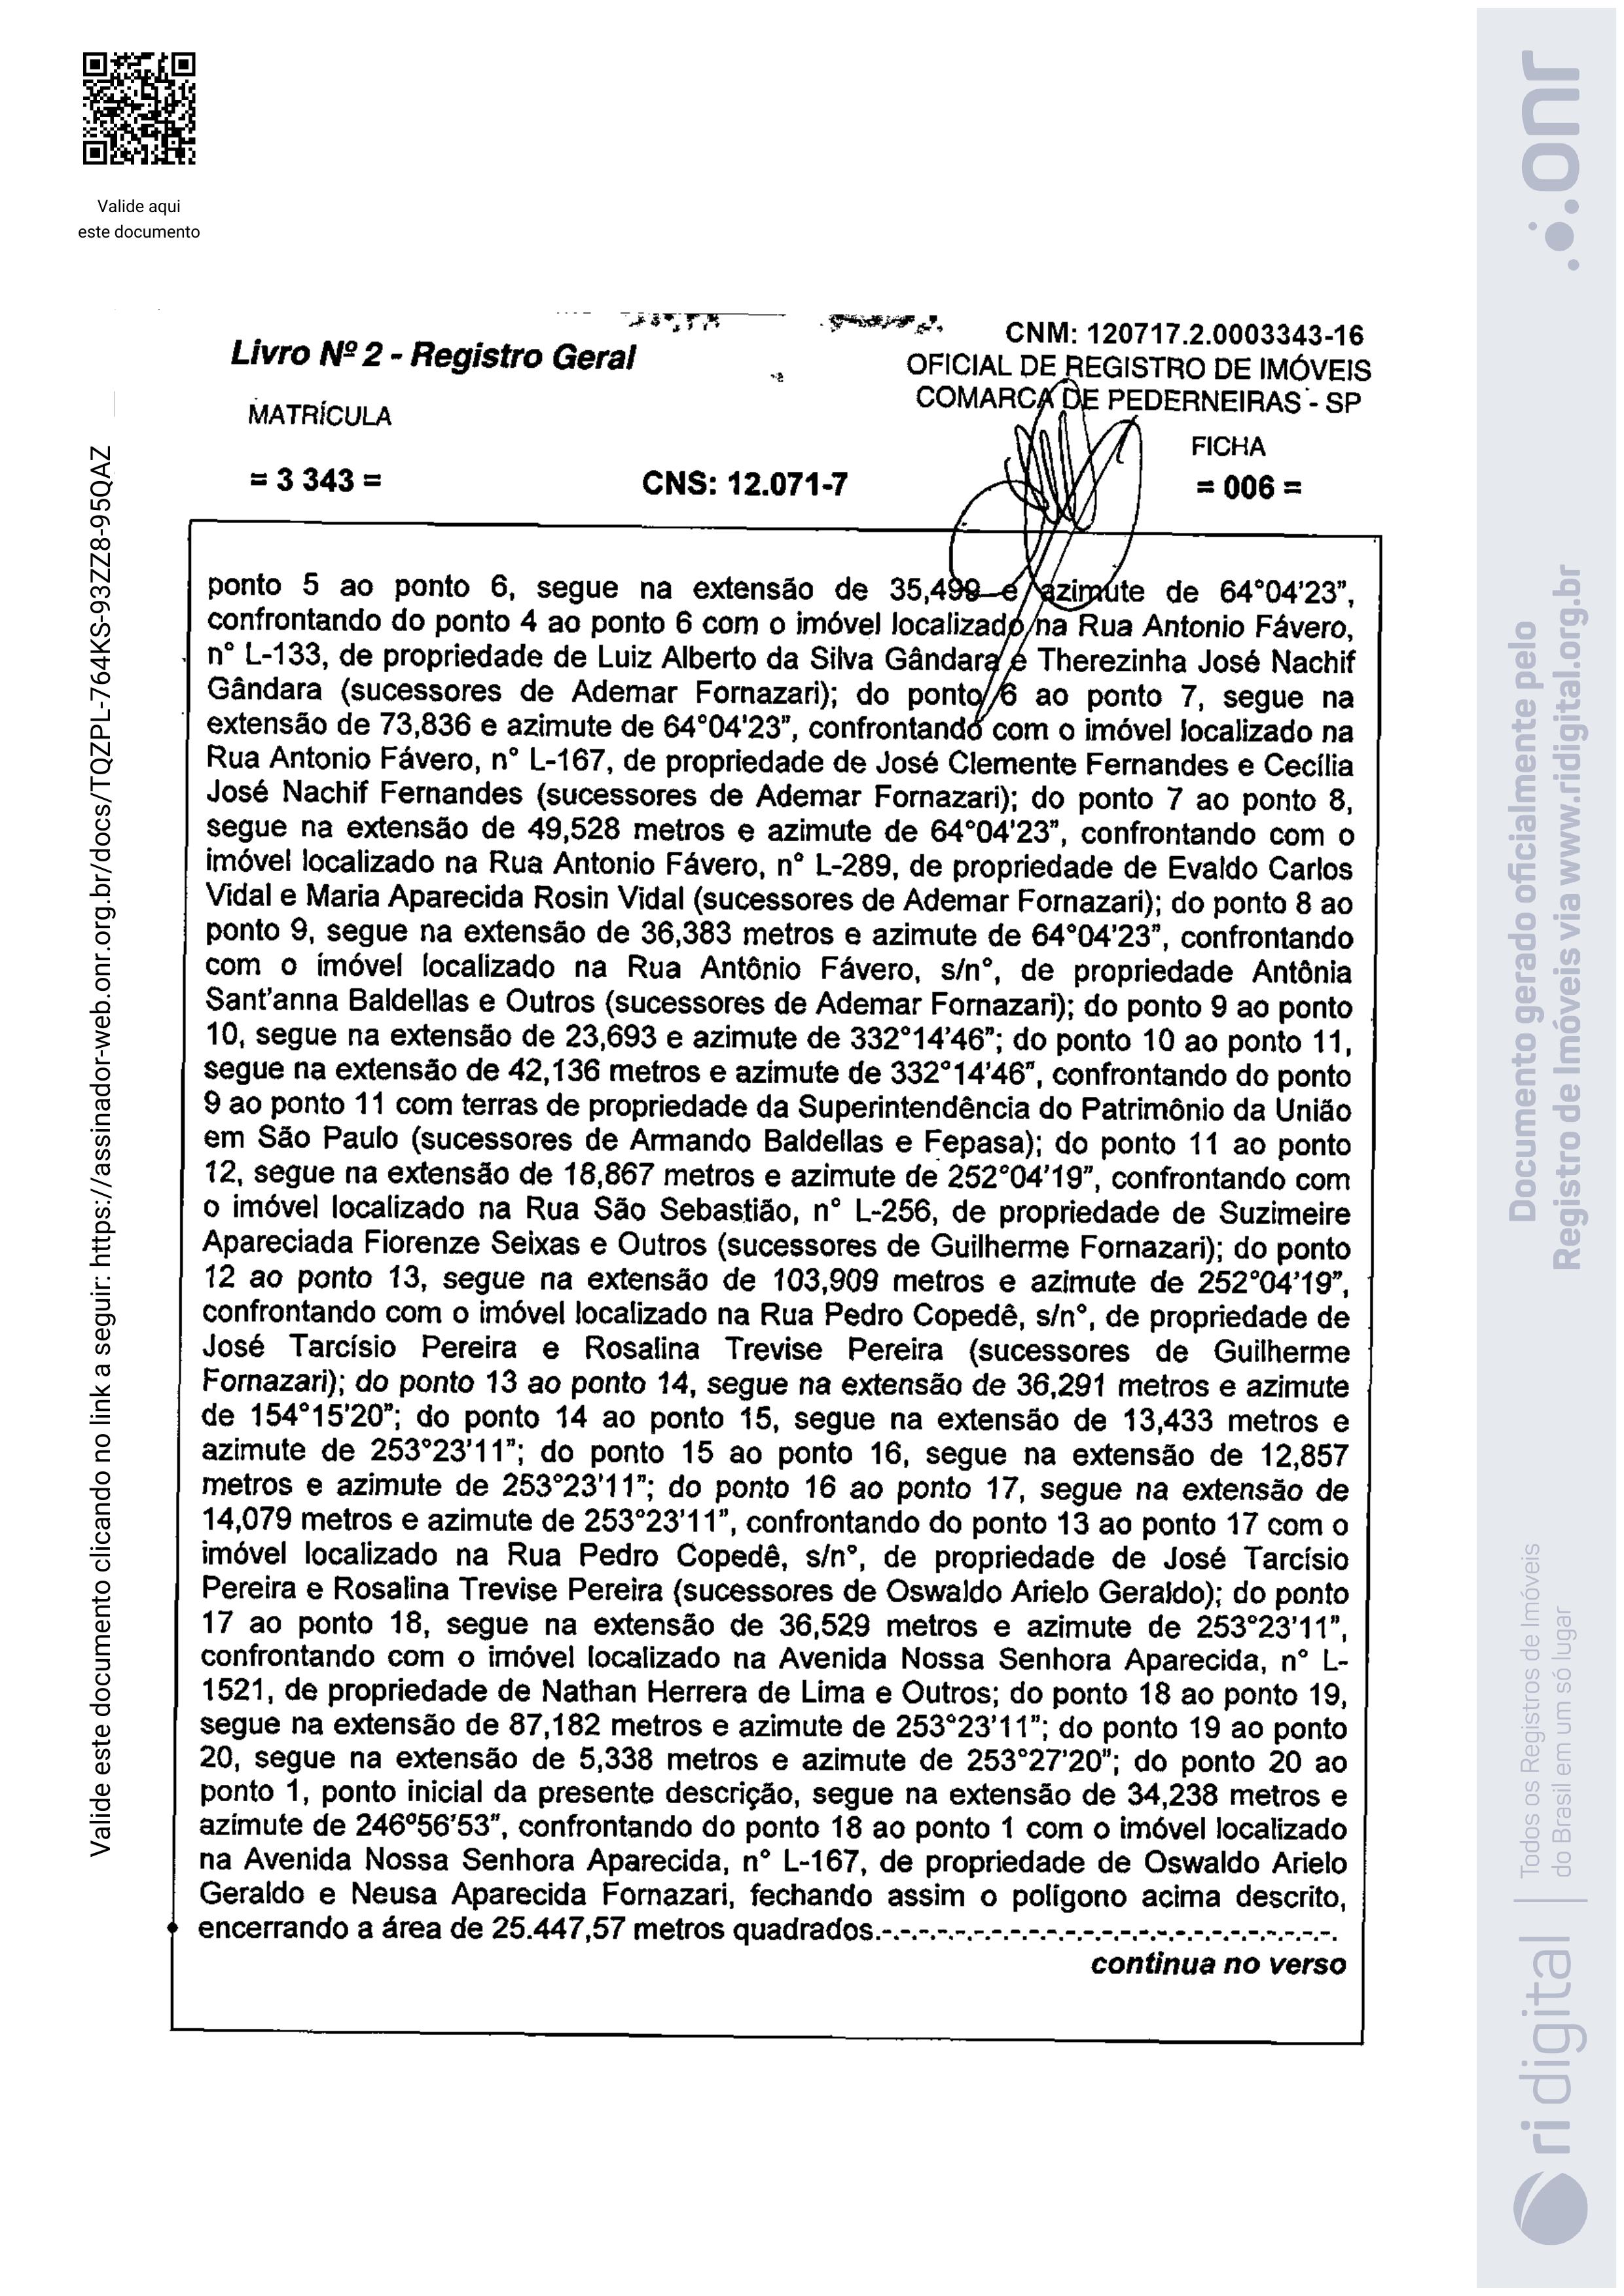 Valide aqui
este documento
Livro Nº 2 - Registro Geral
CNM: 120717.2.0003343-16
OFICIAL DE REGISTRO DE IMÓVEIS
COMARCA DE PEDERNEIRAS - SP
MATRÍCULA
FICHA
= 3 343 =
CNS: 12.071-7
= 006 =
ponto 5 ao ponto 6, segue na extensão de 35,499 e azimute de 64°04'23”,
confrontando do ponto 4 ao ponto 6 com o imóvel localizado na Rua Antonio Fávero,
n° L-133, de propriedade de Luiz Alberto da Silva Gândara e Therezinha José Nachif
Gândara (sucessores de Ademar Fornazari); do ponto 6 ao ponto 7, segue na
extensão de 73,836 e azimute de 64°04'23”, confrontando com o imóvel localizado na
Rua Antonio Fávero, n° L-167, de propriedade de José Clemente Fernandes e Cecília
José Nachif Fernandes (sucessores de Ademar Fornazari); do ponto 7 ao ponto 8,
segue na extensão de 49,528 metros e azimute de 64°04'23”, confrontando com o
imóvel localizado na Rua Antonio Fávero, n° L-289, de propriedade de Evaldo Carlos
Vidal e Maria Aparecida Rosin Vidal (sucessores de Ademar Fornazari); do ponto 8 ao
ponto 9, segue na extensão de 36,383 metros e azimute de 64°04'23”, confrontando
com o imóvel localizado na Rua Antônio Fávero, s/n°, de propriedade Antônia
Sant'anna Baldellas e Outros (sucessores de Ademar Fornazari); do ponto 9 ao ponto
10, segue na extensão de 23,693 e azimute de 332°14'46”; do ponto 10 ao ponto 11,
segue na extensão de 42,136 metros e azimute de 332°14'46”, confrontando do ponto
9 ao ponto 11 com terras de propriedade da Superintendência do Patrimônio da União
em São Paulo (sucessores de Armando Baldellas e Fepasa); do ponto 11 ao ponto
12, segue na extensão de 18,867 metros e azimute de 252°04'19”, confrontando com
o imóvel localizado na Rua São Sebastião, n° L-256, de propriedade de Suzimeire
Apareciada Fiorenze Seixas e Outros (sucessores de Guilherme Fornazari); do ponto
12 ao ponto 13, segue na extensão de 103,909 metros e azimute de 252°04'19”,
confrontando com o imóvel localizado na Rua Pedro Copedê, s/n°, de propriedade de
José Tarcísio Pereira e Rosalina Trevise Pereira (sucessores de Guilherme
Fornazari); do ponto 13 ao ponto 14, segue na extensão de 36,291 metros e azimute
de 154°15'20”; do ponto 14 ao ponto 15, segue na extensão de 13,433 metros e
azimute de 253°23'11”; do ponto 15 ao ponto 16, segue na extensão de 12,857
metros e azimute de 253°23'11”; do ponto 16 ao ponto 17, segue na extensão de
14,079 metros e azimute de 253°23'11”, confrontando do ponto 13 ao ponto 17 com o
imóvel localizado na Rua Pedro Copedê, s/n°, de propriedade de José Tarcísio
Pereira e Rosalina Trevise Pereira (sucessores de Oswaldo Arielo Geraldo); do ponto
17 ao ponto 18, segue na extensão de 36,529 metros e azimute de 253°23'11”,
confrontando com o imóvel localizado na Avenida Nossa Senhora Aparecida, n° L-
1521, de propriedade de Nathan Herrera de Lima e Outros; do ponto 18 ao ponto 19,
segue na extensão de 87,182 metros e azimute de 253°23'11”; do ponto 19 ao ponto
20, segue na extensão de 5,338 metros e azimute de 253°27'20”; do ponto 20 ao
ponto 1, ponto inicial da presente descrição, segue na extensão de 34,238 metros e
azimute de 246°56'53”, confrontando do ponto 18 ao ponto 1 com o imóvel localizado
na Avenida Nossa Senhora Aparecida, n° L-167, de propriedade de Oswaldo Arielo
Geraldo e Neusa Aparecida Fornazari, fechando assim o polígono acima descrito,
encerrando a área de 25.447,57 metros quadrados.-.-.-.-.-.-.-.-.-.-.-.-.-.-.-.-.-.-.-.-.-.-.-.-.-.
continua no verso
Valide este documento clicando no link a seguir: https://assinador-web.onr.org.br/docs/TQZPL-764KS-93ZZ8-95QAZ
onr
Documento gerado oficialmente pelo
Registro de Imóveis via www.ridigital.org.br
Todos os Registros de Imóveis
do Brasil em um só lugar
ri digital